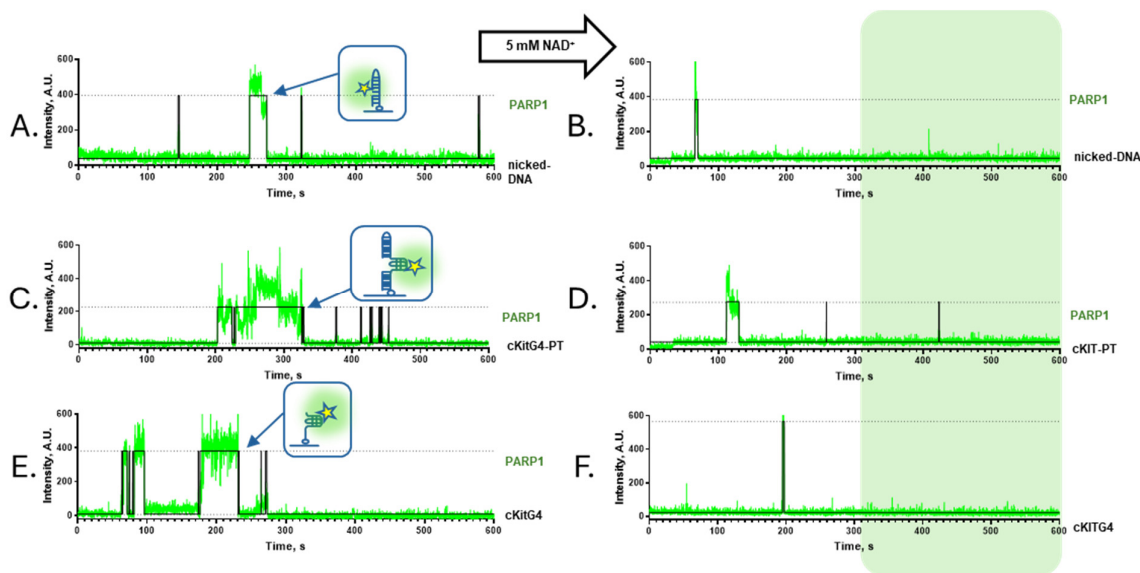 5 mM NAD⁺
A.
Intensity, A.U.
600
400
200
0
0 100 200 300 400 500 600
Time, s
PARP1
nicked-
DNA
B.
Intensity, A.U.
600
400
200
0
0 100 200 300 400 500 600
Time, s
PARP1
nicked-DNA
C.
Intensity, A.U.
600
400
200
0
0 100 200 300 400 500 600
Time, s
PARP1
cKitG4-PT
D.
Intensity, A.U.
600
400
200
0
0 100 200 300 400 500 600
Time, s
PARP1
cKIT-PT
E.
Intensity, A.U.
600
400
200
0
0 100 200 300 400 500 600
Time, s
PARP1
cKitG4
F.
Intensity, A.U.
600
400
200
0
0 100 200 300 400 500 600
Time, s
cKITG4